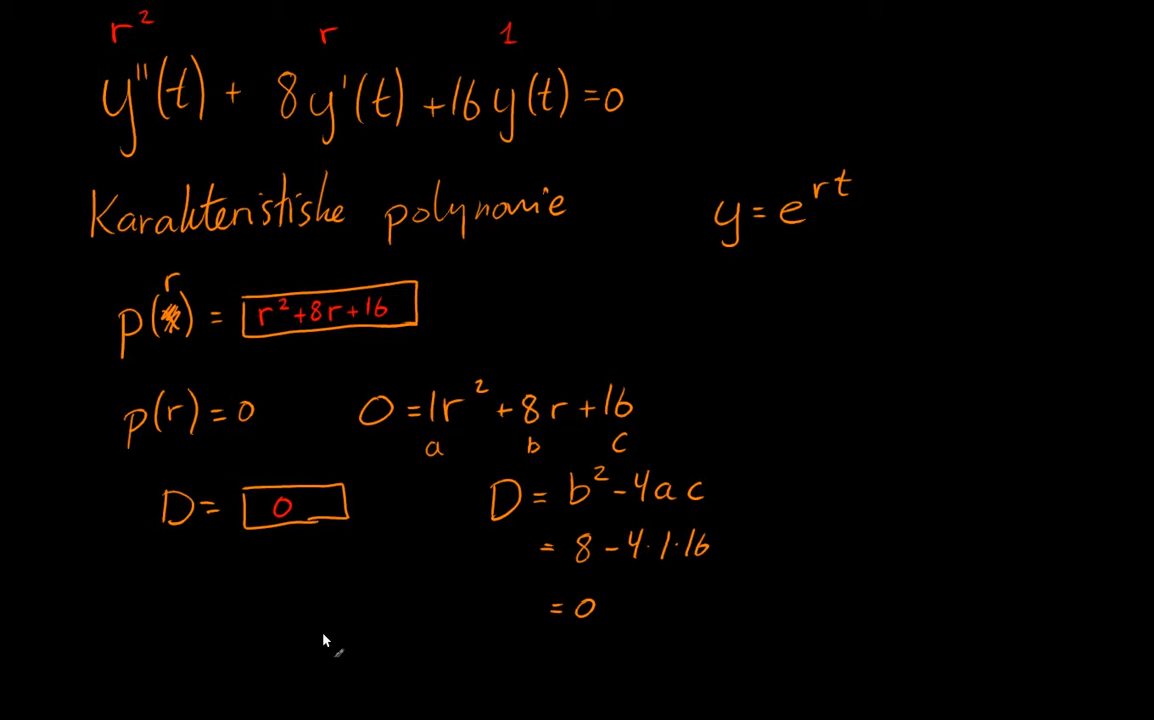 r² r 1
y''(t) + 8y'(t) + 16y(t) = 0
Karakteristiske polynomie
y = e^{rt}
r
p( ) = r² + 8r + 16
p(r) = 0 0 = 1r² + 8r + 16
a b c
D = 0 D = b² - 4ac
= 8 - 4·1·16
= 0